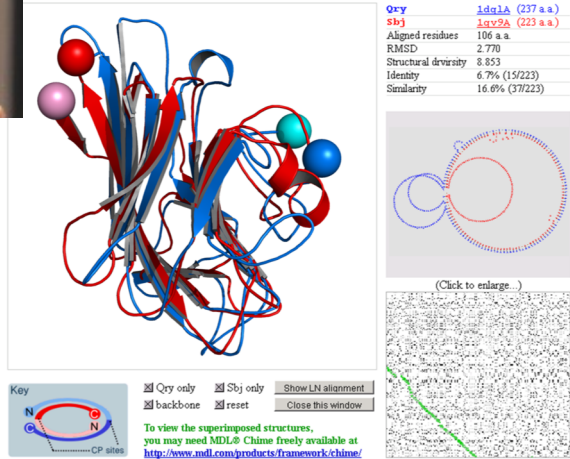 Qry 1dqlA (237 a.a.)
Sbj 1qv9A (223 a.a.)
Aligned residues 106 a.a.
RMSD 2.770
Structural drvirsity 8.853
Identity 6.7% (15/223)
Similarity 16.6% (37/223)
(Click to enlarge...)
Key
N C
C N
CP sites
Qry only Sbj only Show LN alignment
backbone reset Close this window
To view the superimposed structures,
you may need MDL® Chime freely available at
http://www.mdl.com/products/framework/chime/